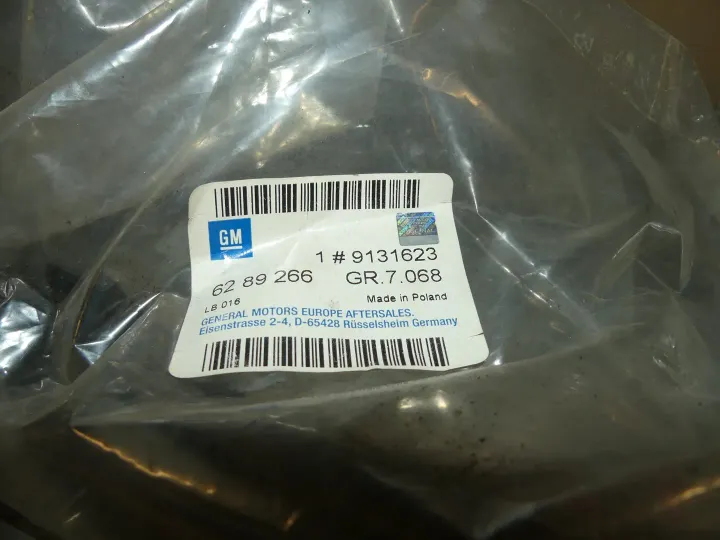 GM
1 # 9131623
62 89 266 GR.7.068
LB 016 Made in Poland
GENERAL MOTORS EUROPE AFTERSALES.
Eisenstrasse 2-4, D-65428 Rüsselsheim Germany